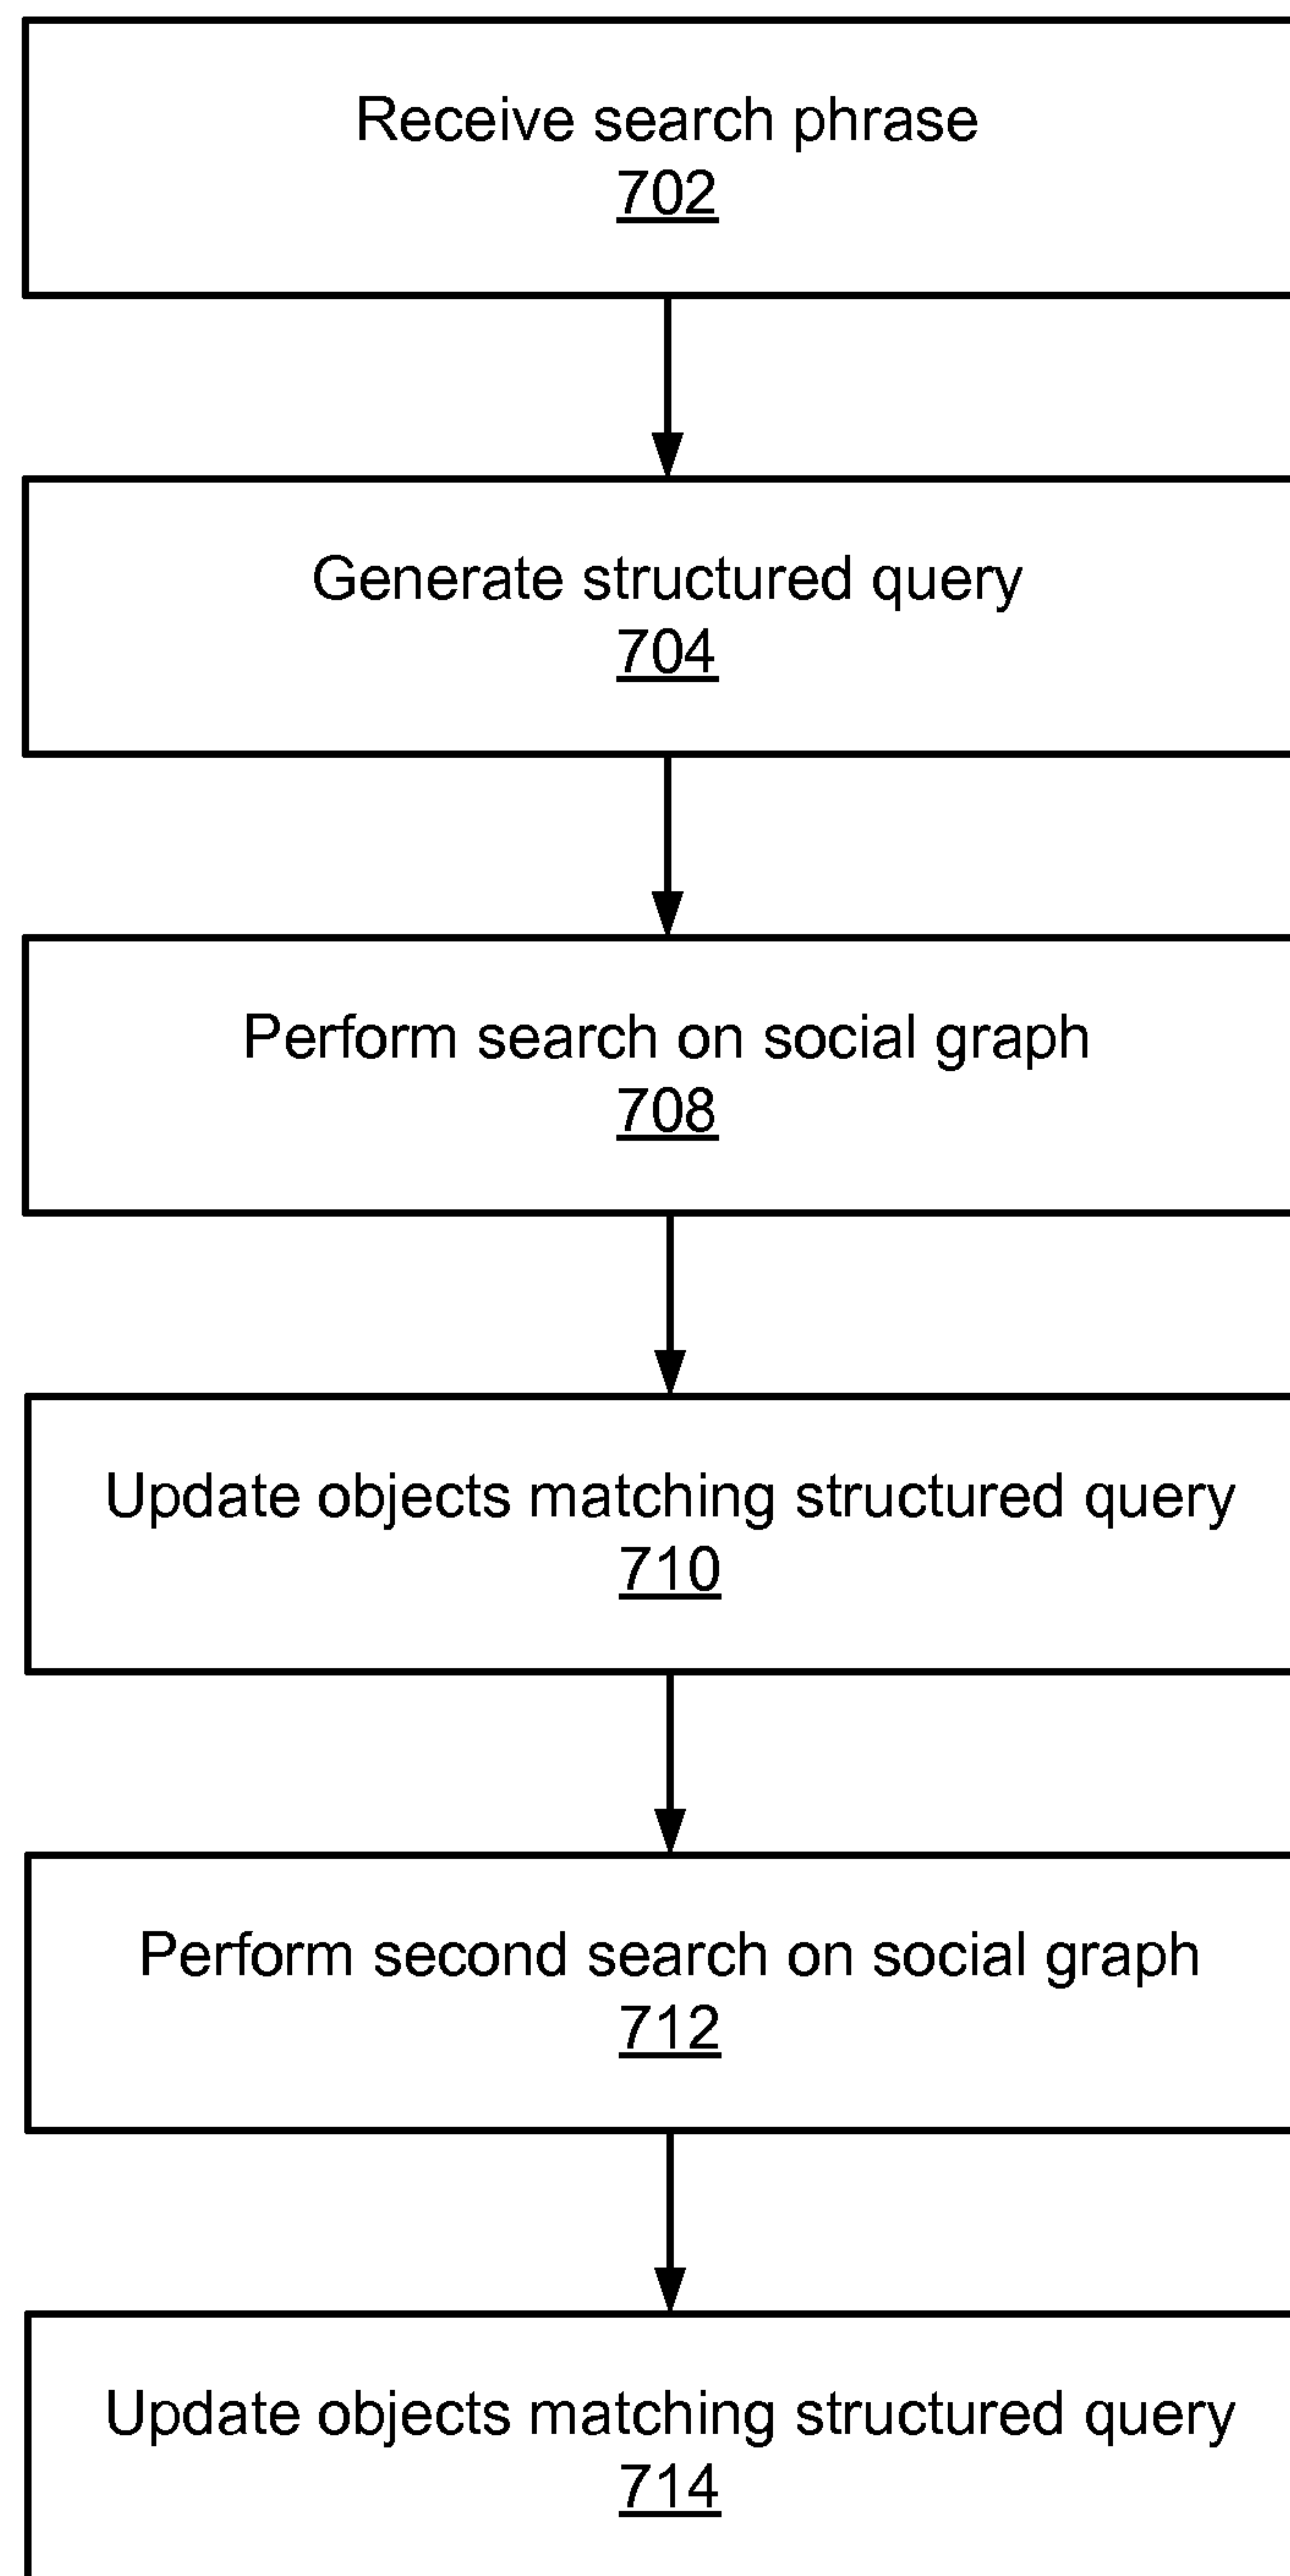 Receive search phrase
702
Generate structured query
704
Perform search on social graph
708
Update objects matching structured query
710
Perform second search on social graph
712
Update objects matching structured query
714